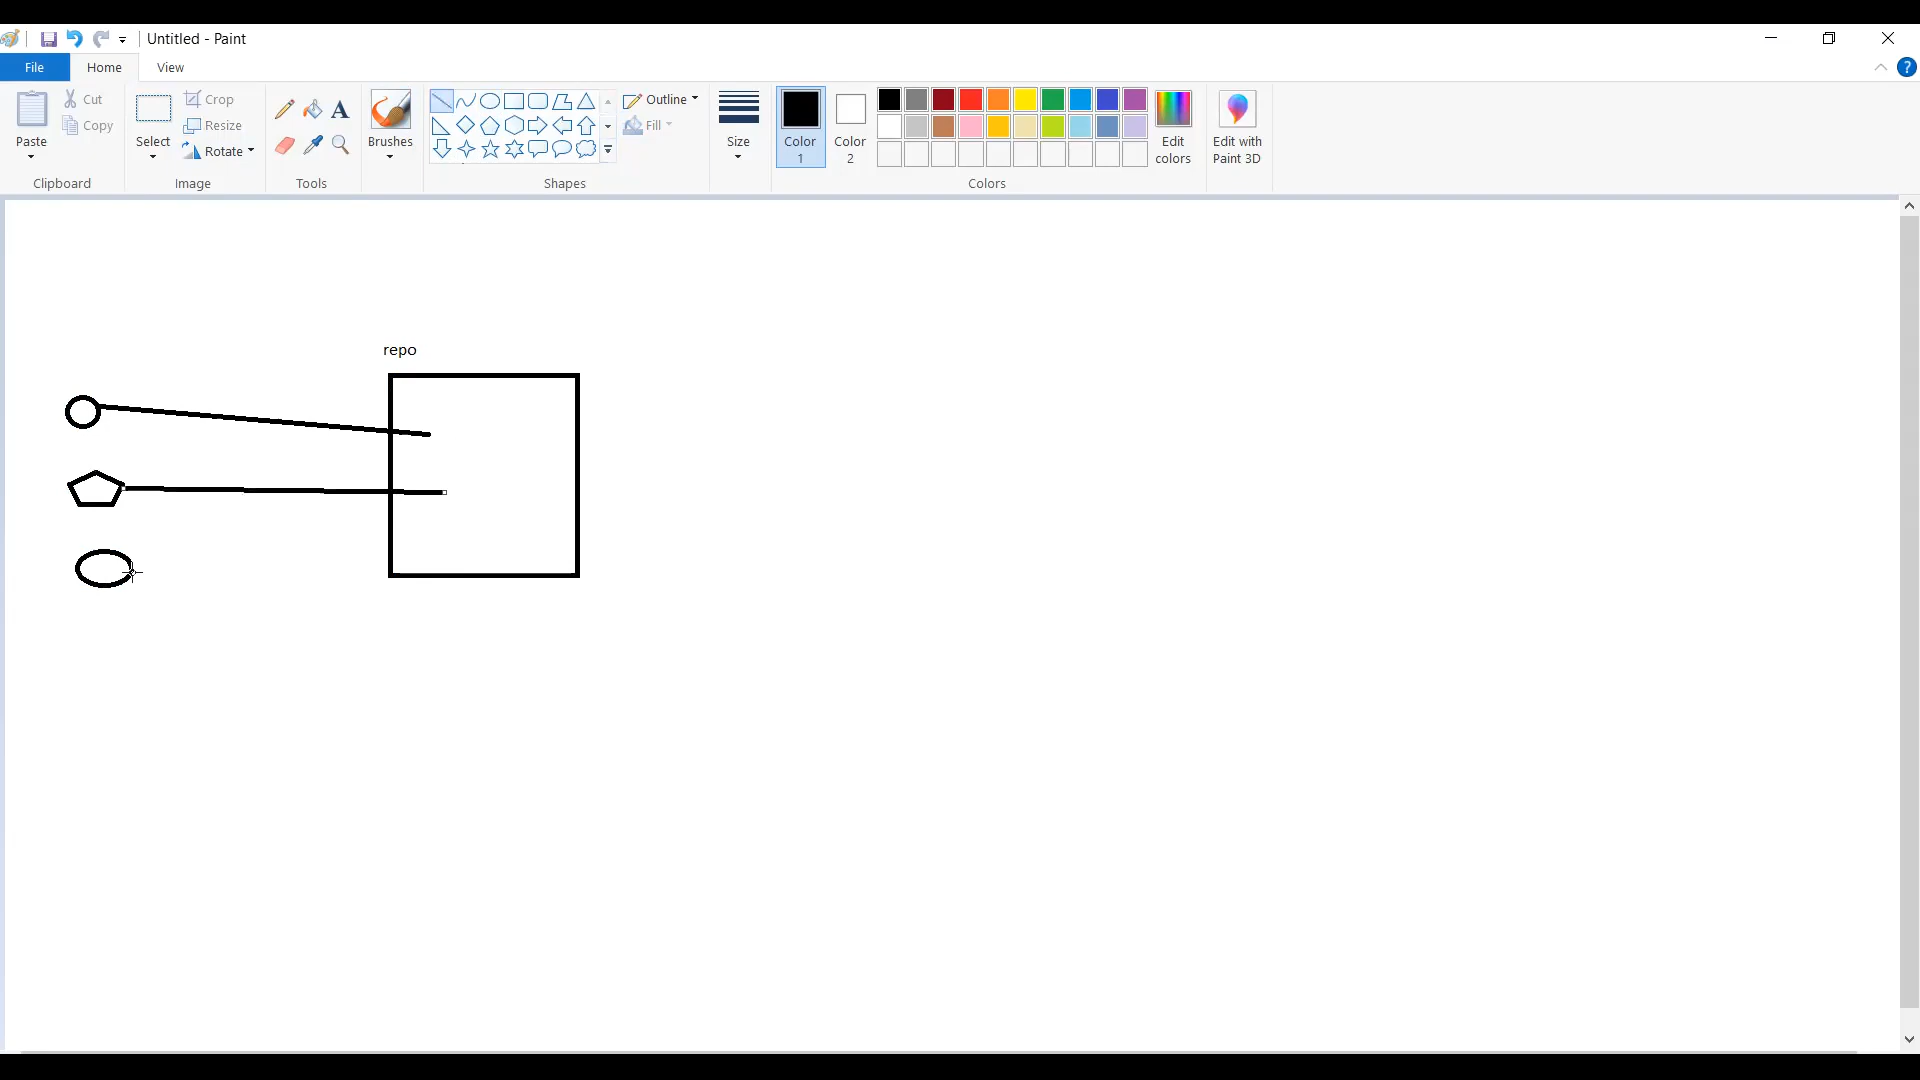 Untitled - Paint
File Home View
Paste
Cut
Copy
Clipboard
Select
Crop
Resize
Rotate
Image
A
Tools
Brushes
Shapes
Outline
Fill
Size
Color 1
Color 2
Edit colors
Colors
Edit with Paint 3D
?
repo